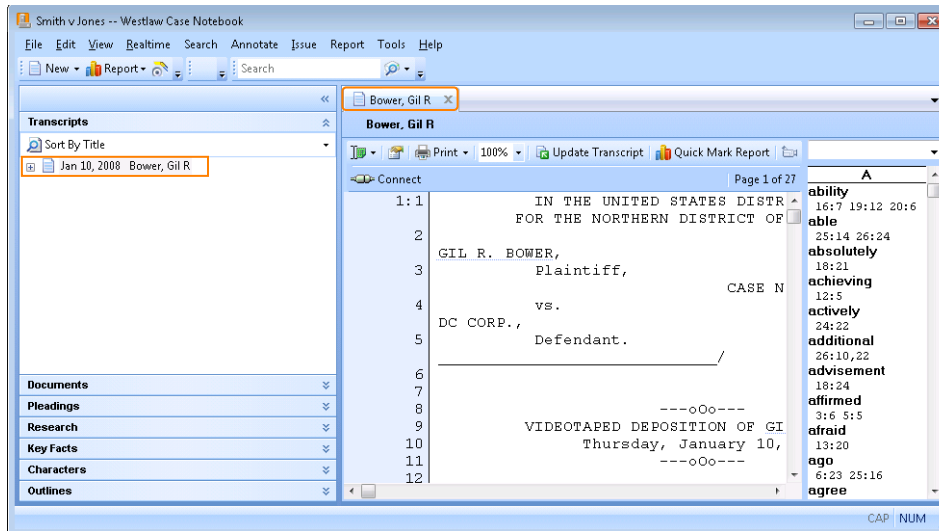 Smith v Jones -- Westlaw Case Notebook
File Edit View Realtime Search Annotate Issue Report Tools Help
New Report Search
Transcripts
Sort By Title
Jan 10, 2008 Bower, Gil R
Documents
Pleadings
Research
Key Facts
Characters
Outlines
Bower, Gil R
Bower, Gil R
Print 100% Update Transcript Quick Mark Report
Connect Page 1 of 27
1: 1 IN THE UNITED STATES DISTR
FOR THE NORTHERN DISTRICT OF
2
GIL R. BOWER,
3 Plaintiff,
CASE N
4 vs.
DC CORP.,
5 Defendant.
/
6
7
8 ---oOo---
9 VIDEOTAPED DEPOSITION OF GI
10 Thursday, January 10,
11 ---oOo---
12
A
ability
16:7 19:12 20:6
able
25:14 26:24
absolutely
18:21
achieving
12:5
actively
24:22
additional
26:10,22
advisement
18:24
affirmed
3:6 5:5
afraid
13:20
ago
6:23 25:16
agree
CAP NUM